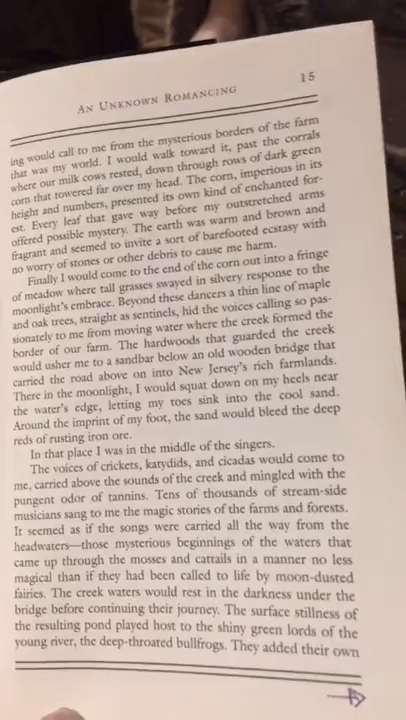 AN UNKNOWN ROMANCING 15
ing would call to me from the mysterious borders of the farm
that was my world. I would walk toward it, past the corrals
where our milk cows rested, down through rows of dark green
corn that towered far over my head. The corn, imperious in its
height and numbers, presented its own kind of enchanted for-
est. Every leaf that gave way before my outstretched arms
offered possible mystery. The earth was warm and brown and
fragrant and seemed to invite a sort of barefooted ecstasy with
no worry of stones or other debris to cause me harm.
Finally I would come to the end of the corn out into a fringe
of meadow where tall grasses swayed in silvery response to the
moonlight's embrace. Beyond these dancers a thin line of maple
and oak trees, straight as sentinels, hid the voices calling so pas-
sionately to me from moving water where the creek formed the
border of our farm. The hardwoods that guarded the creek
would usher me to a sandbar below an old wooden bridge that
carried the road above on into New Jersey's rich farmlands.
There in the moonlight, I would squat down on my heels near
the water's edge, letting my toes sink into the cool sand.
Around the imprint of my foot, the sand would bleed the deep
reds of rusting iron ore.
In that place I was in the middle of the singers.
The voices of crickets, katydids, and cicadas would come to
me, carried above the sounds of the creek and mingled with the
pungent odor of tannins. Tens of thousands of stream-side
musicians sang to me the magic stories of the farms and forests.
It seemed as if the songs were carried all the way from the
headwaters—those mysterious beginnings of the waters that
came up through the mosses and cattails in a manner no less
magical than if they had been called to life by moon-dusted
fairies. The creek waters would rest in the darkness under the
bridge before continuing their journey. The surface stillness of
the resulting pond played host to the shiny green lords of the
young river, the deep-throated bullfrogs. They added their own